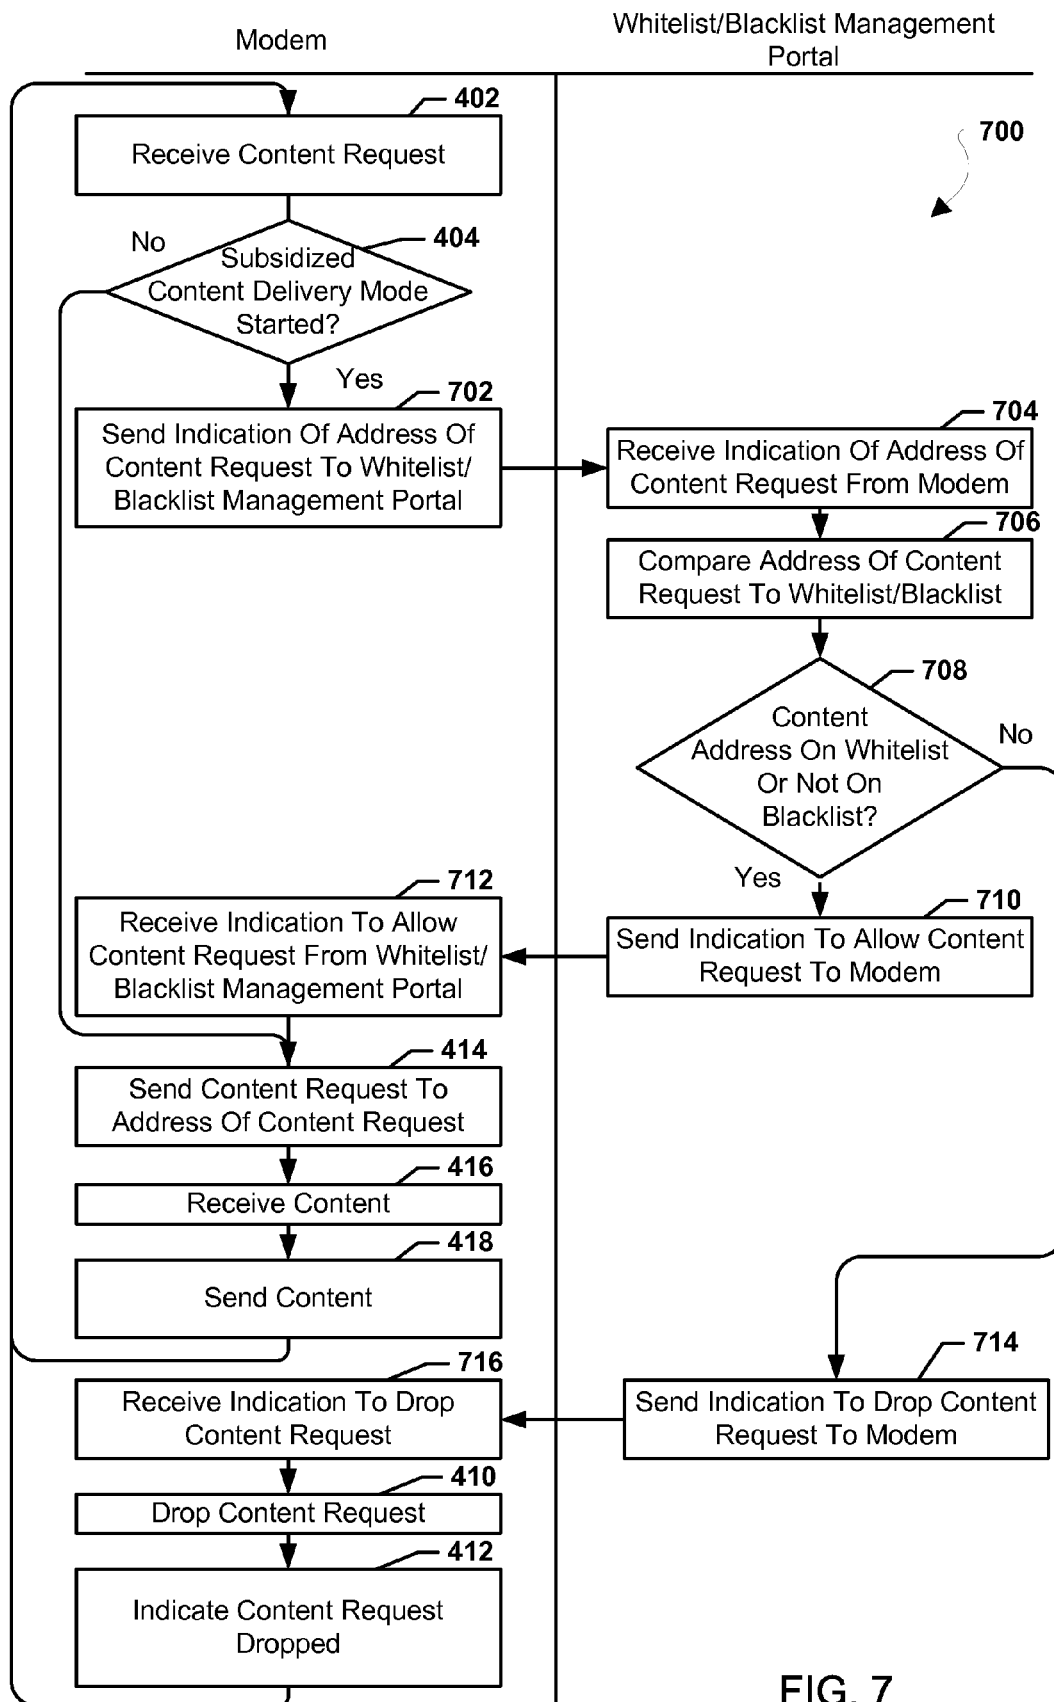 Modem
Whitelist/Blacklist Management
Portal
402
Receive Content Request
700
No
404
Subsidized
Content Delivery Mode
Started?
Yes
702
Send Indication Of Address Of
Content Request To Whitelist/
Blacklist Management Portal
704
Receive Indication Of Address Of
Content Request From Modem
706
Compare Address Of Content
Request To Whitelist/Blacklist
708
Content
Address On Whitelist
Or Not On
Blacklist?
No
Yes
712
Receive Indication To Allow
Content Request From Whitelist/
Blacklist Management Portal
710
Send Indication To Allow Content
Request To Modem
414
Send Content Request To
Address Of Content Request
416
Receive Content
418
Send Content
716
Receive Indication To Drop
Content Request
714
Send Indication To Drop Content
Request To Modem
410
Drop Content Request
412
Indicate Content Request
Dropped
FIG. 7